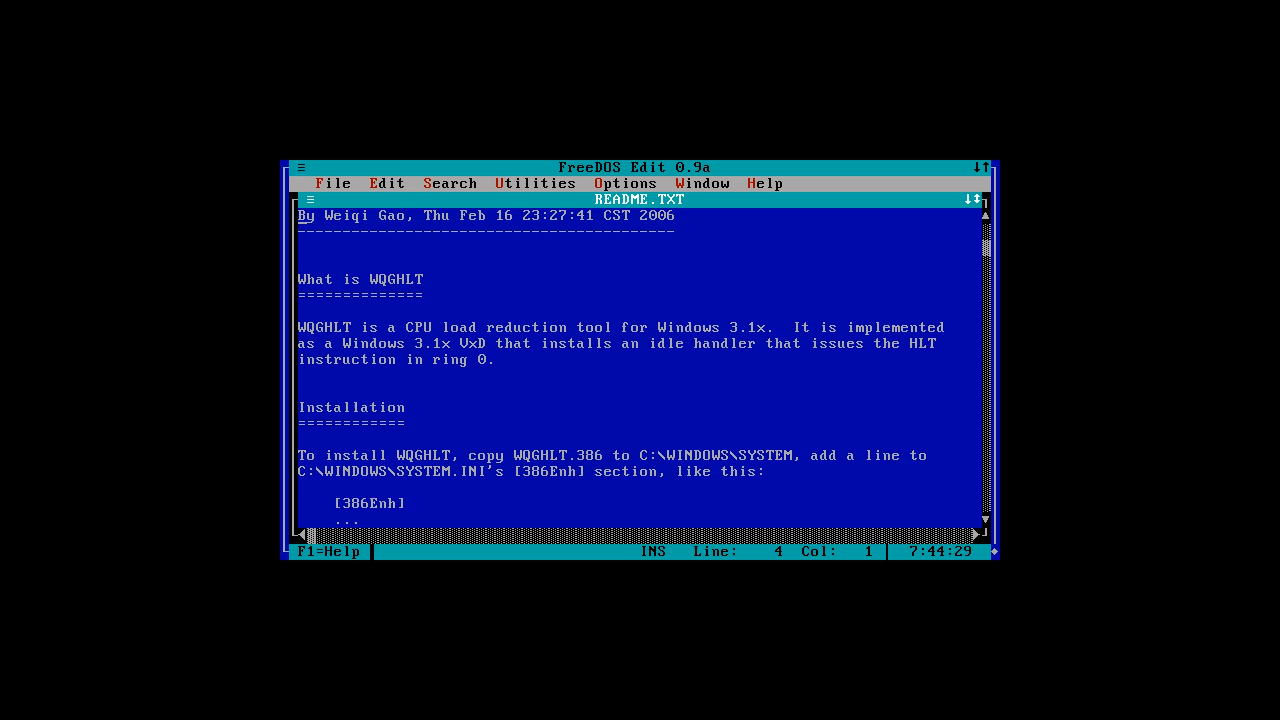 ≡ FreeDOS Edit 0.9a ↓↑
File Edit Search Utilities Options Window Help
≡ README.TXT ↓↕
By Weiqi Gao, Thu Feb 16 23:27:41 CST 2006
------------------------------------------
What is WQGHLT
==============
WQGHLT is a CPU load reduction tool for Windows 3.1x.  It is implemented
as a Windows 3.1x VxD that installs an idle handler that issues the HLT
instruction in ring 0.
Installation
============
To install WQGHLT, copy WQGHLT.386 to C:\WINDOWS\SYSTEM, add a line to
C:\WINDOWS\SYSTEM.INI's [386Enh] section, like this:
[386Enh]
...
F1=Help INS Line: 4 Col: 1 7:44:29